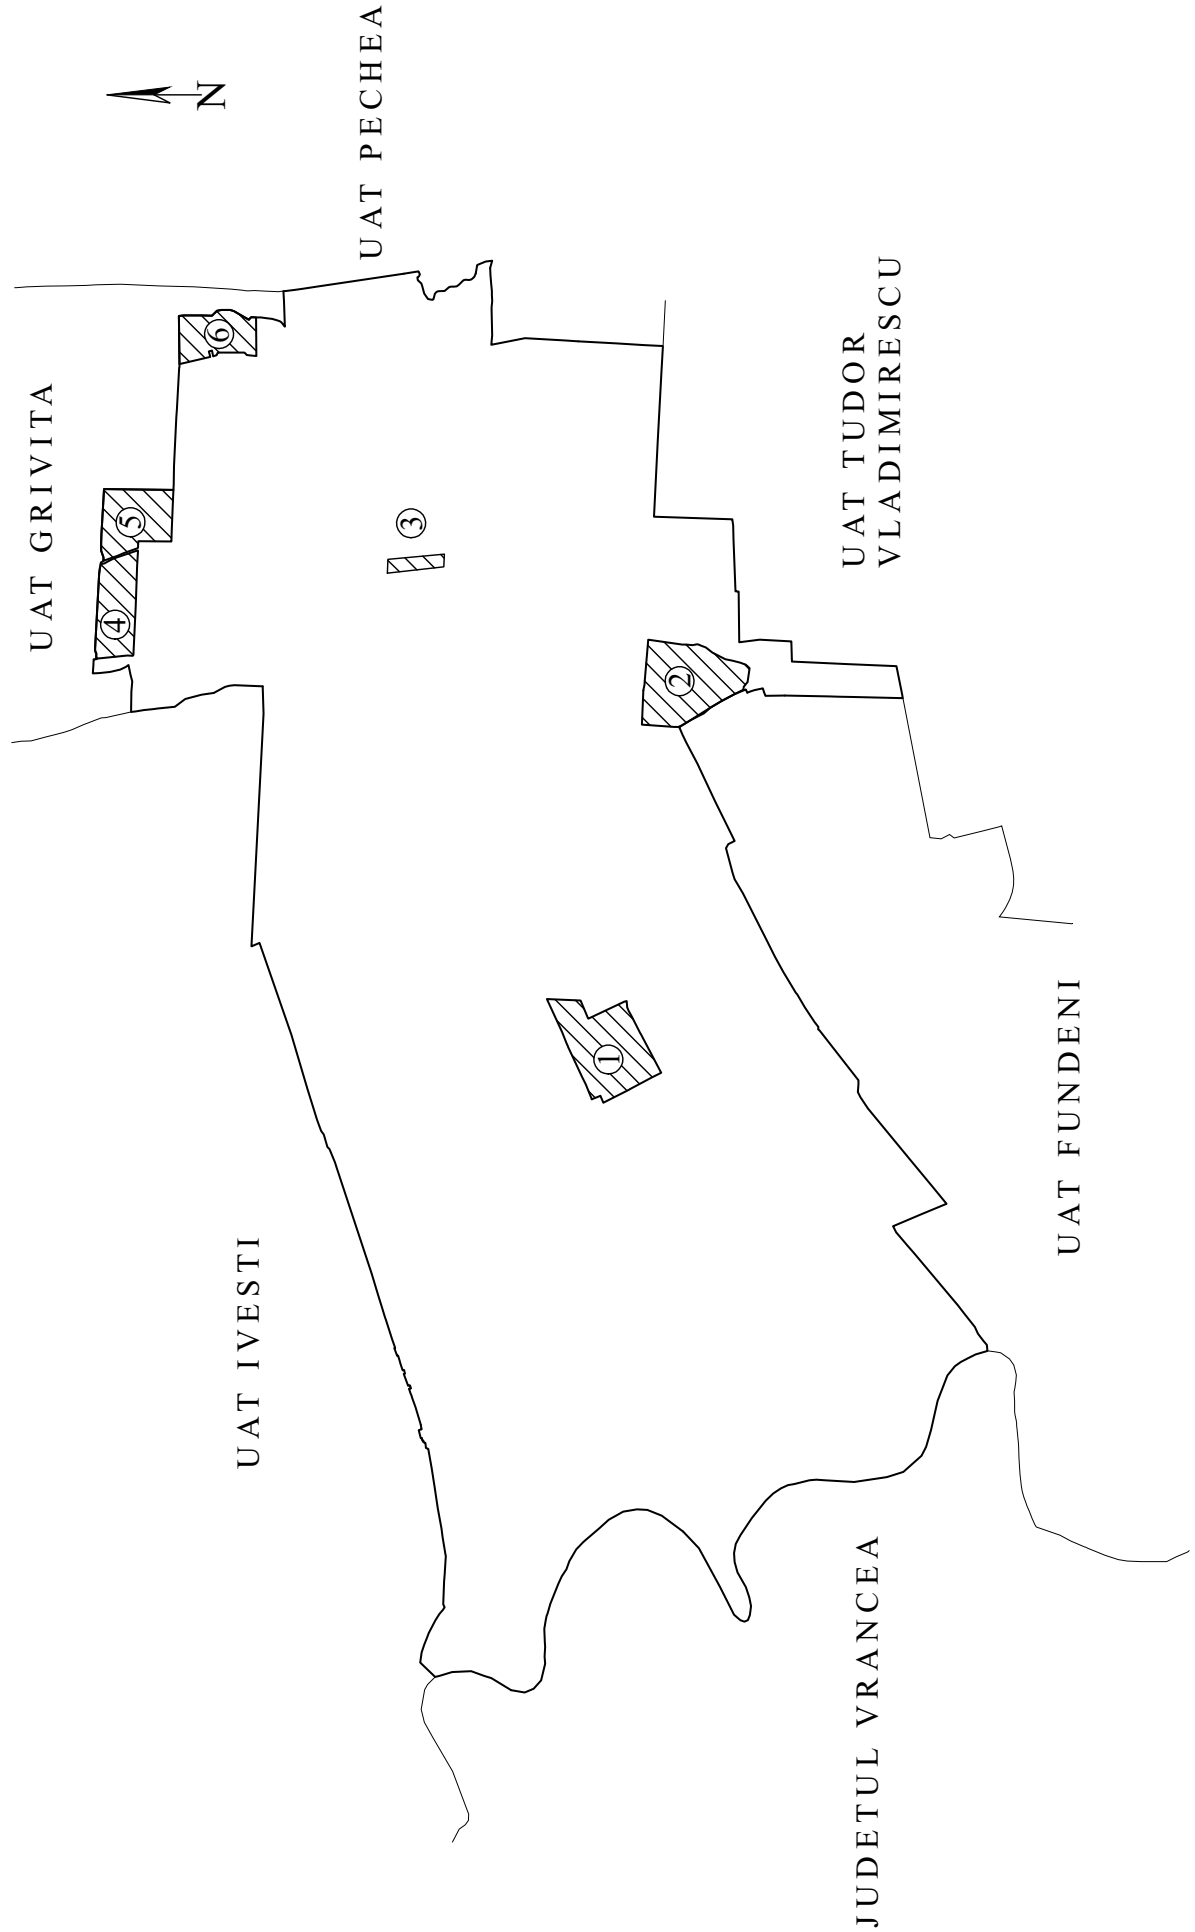 N
UAT PECHEA
UAT GRIVITA
6
5
4
3
UAT TUDOR
VLADIMIRESCU
2
1
UAT IVESTI
UAT FUNDENI
JUDETUL VRANCEA